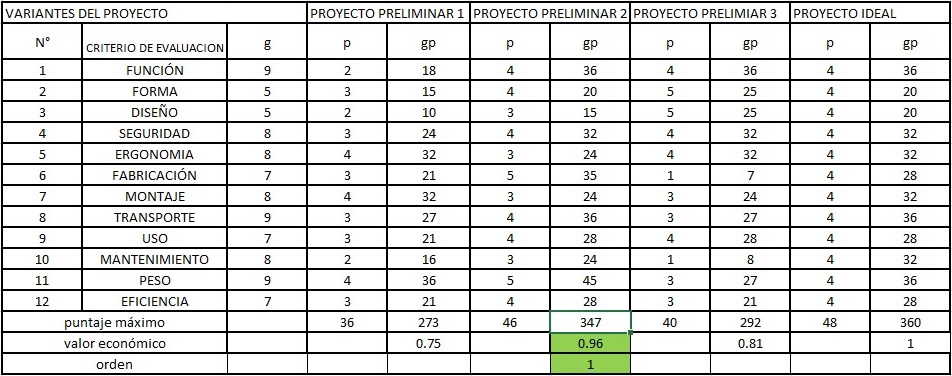 VARIANTES DEL PROYECTO PROYECTO PRELIMINAR 1 PROYECTO PRELIMINAR 2 PROYECTO PRELIMIAR 3 PROYECTO IDEAL
N° CRITERIO DE EVALUACION g p gp p gp p gp p gp
1 FUNCIÓN 9 2 18 4 36 4 36 4 36
2 FORMA 5 3 15 4 20 5 25 4 20
3 DISEÑO 5 2 10 3 15 5 25 4 20
4 SEGURIDAD 8 3 24 4 32 4 32 4 32
5 ERGONOMIA 8 4 32 3 24 4 32 4 32
6 FABRICACIÓN 7 3 21 5 35 1 7 4 28
7 MONTAJE 8 4 32 3 24 3 24 4 32
8 TRANSPORTE 9 3 27 4 36 3 27 4 36
9 USO 7 3 21 4 28 4 28 4 28
10 MANTENIMIENTO 8 2 16 3 24 1 8 4 32
11 PESO 9 4 36 5 45 3 27 4 36
12 EFICIENCIA 7 3 21 4 28 3 21 4 28
puntaje máximo 36 273 46 347 40 292 48 360
valor económico 0.75 0.96 0.81 1
orden 1